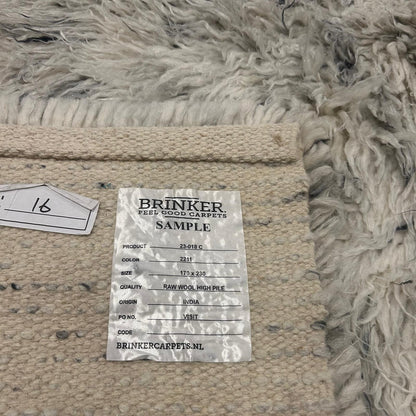 16
BRINKER
FEEL GOOD CARPETS
SAMPLE
PRODUCT 23-018 C
COLOR 2211
SIZE 170 x 230
QUALITY RAW WOOL HIGH PILE
ORIGIN INDIA
PG NO. VISIT
CODE
BRINKERCARPETS.NL